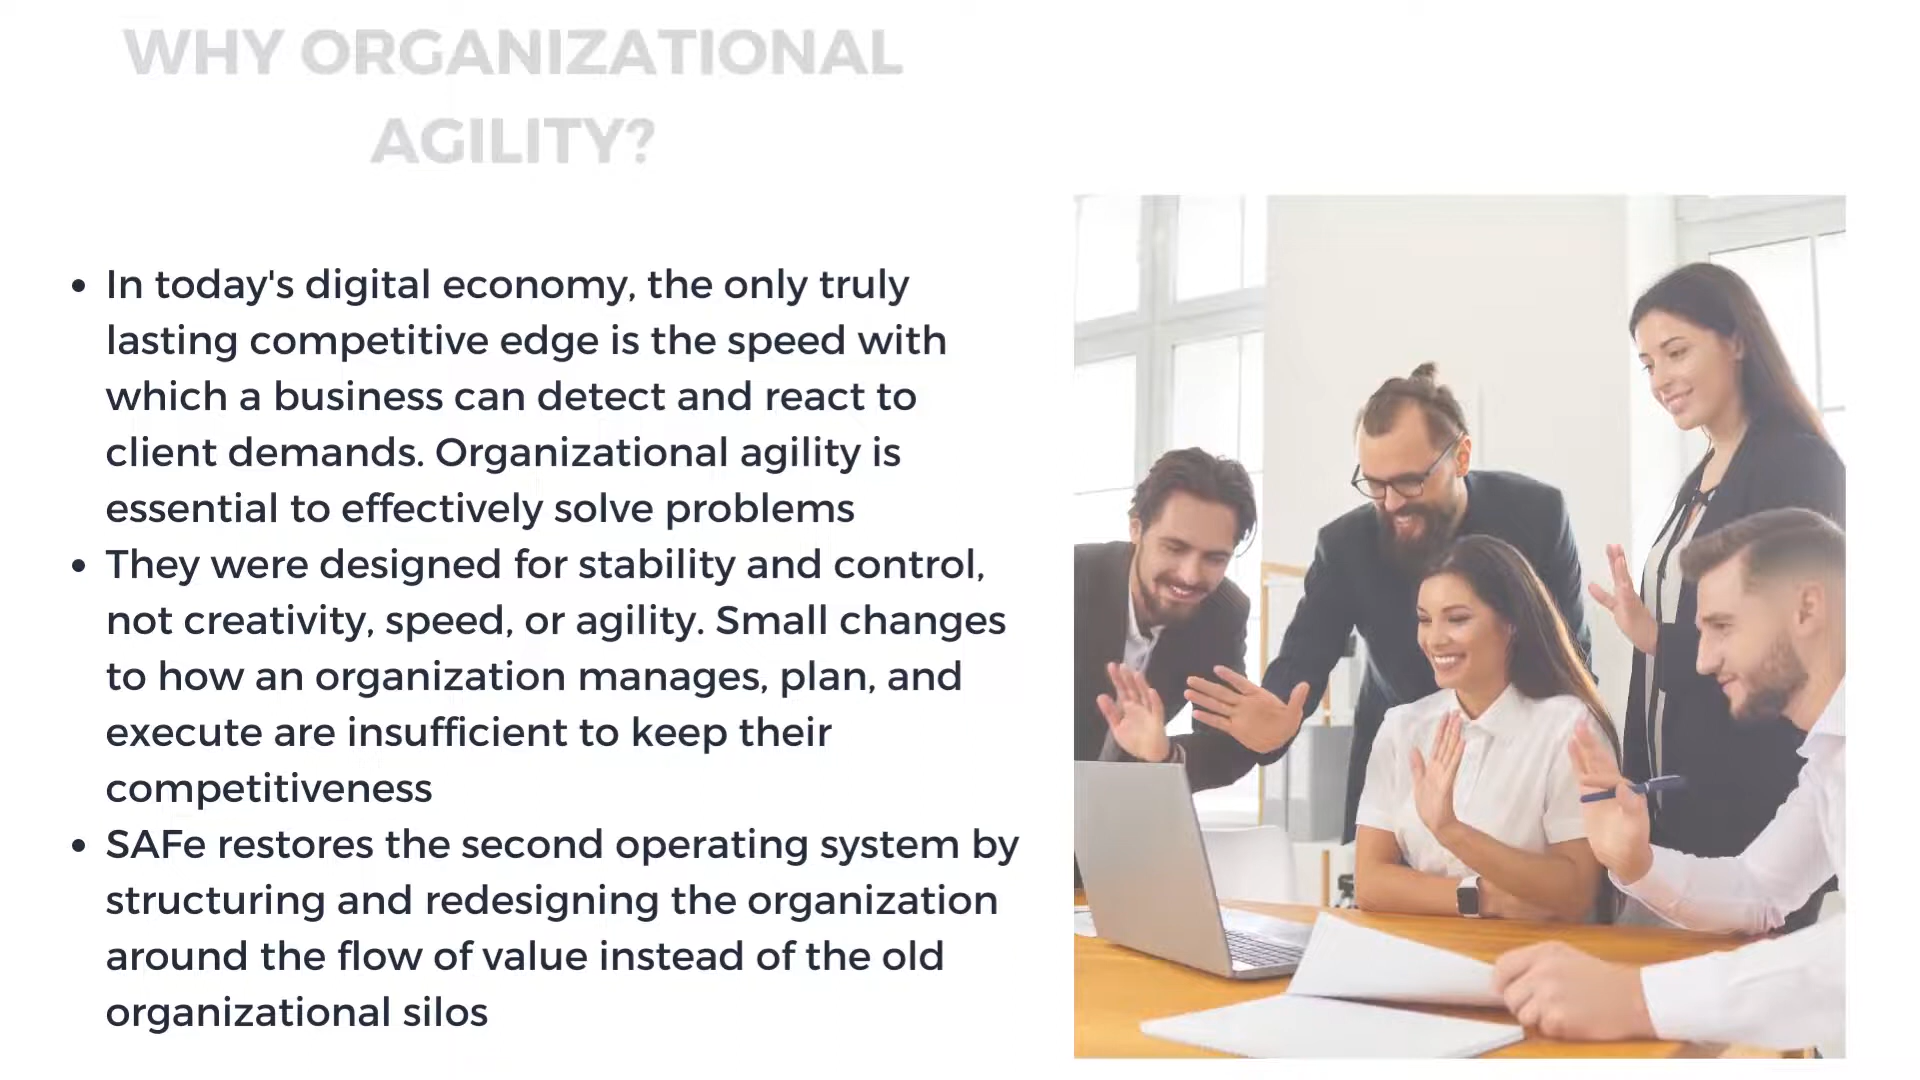 WHY ORGANIZATIONAL
AGILITY?
• In today's digital economy, the only truly
lasting competitive edge is the speed with
which a business can detect and react to
client demands. Organizational agility is
essential to effectively solve problems
• They were designed for stability and control,
not creativity, speed, or agility. Small changes
to how an organization manages, plan, and
execute are insufficient to keep their
competitiveness
• SAFe restores the second operating system by
structuring and redesigning the organization
around the flow of value instead of the old
organizational silos